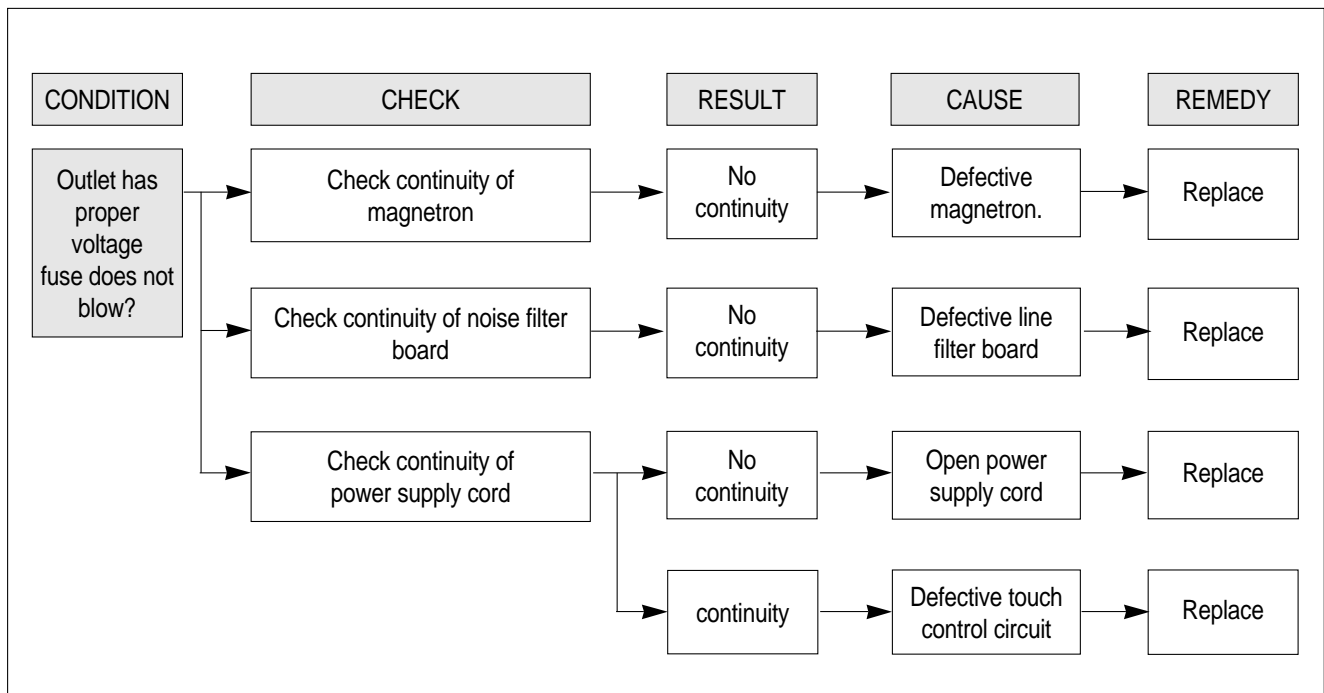 CONDITION
CHECK
RESULT
CAUSE
REMEDY
Outlet has
proper
voltage
fuse does not
blow?
Check continuity of
magnetron
No
continuity
Defective
magnetron.
Replace
Check continuity of noise filter
board
No
continuity
Defective line
filter board
Replace
Check continuity of
power supply cord
No
continuity
Open power
supply cord
Replace
continuity
Defective touch
control circuit
Replace